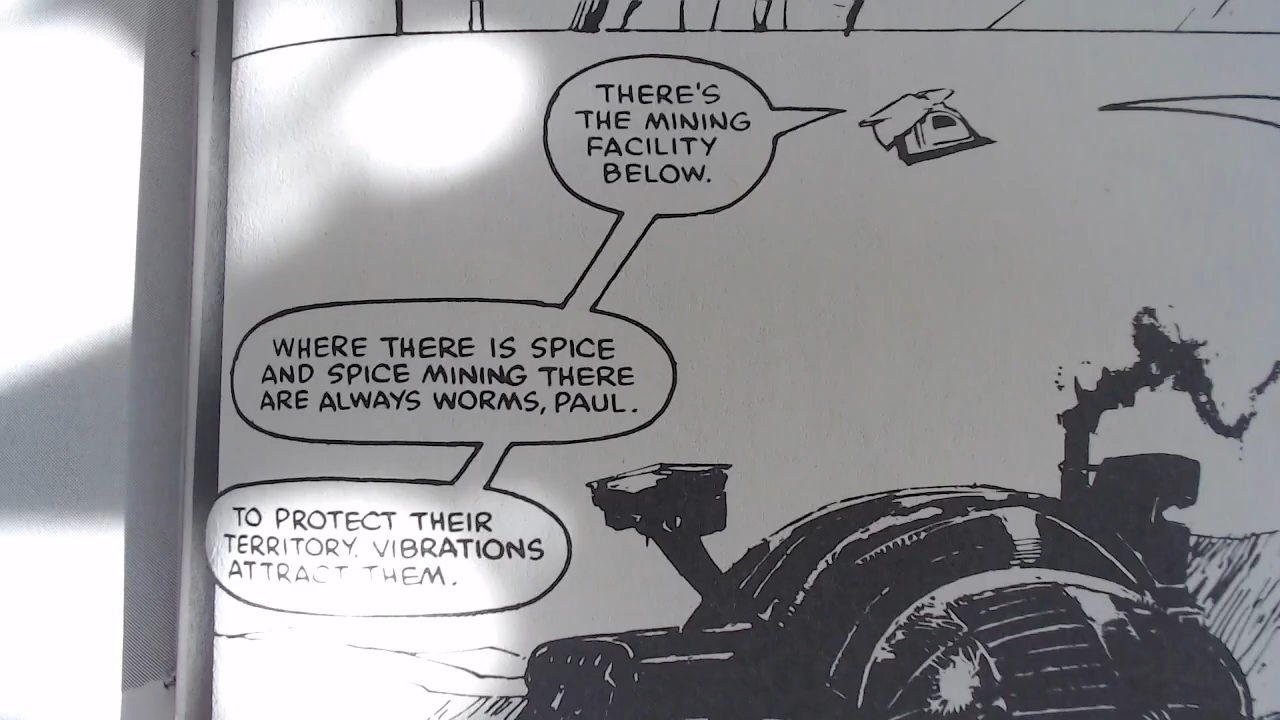 THERE'S
THE MINING
FACILITY
BELOW.
WHERE THERE IS SPICE
AND SPICE MINING THERE
ARE ALWAYS WORMS, PAUL.
TO PROTECT THEIR
TERRITORY. VIBRATIONS
ATTRACT THEM.